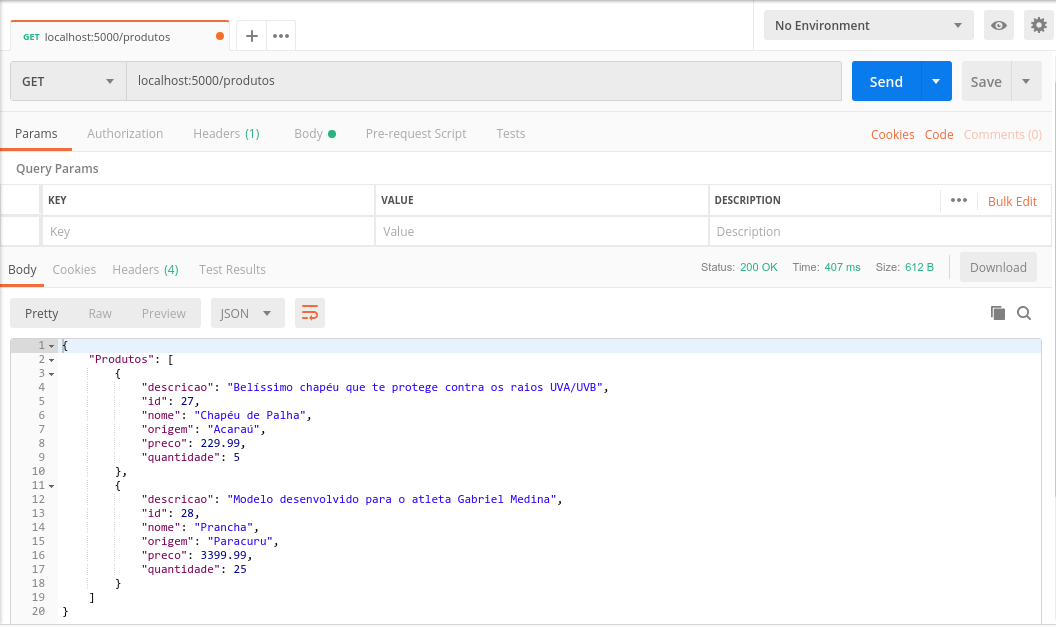 GET localhost:5000/produtos
No Environment
GET localhost:5000/produtos Send Save
Params Authorization Headers (1) Body Pre-request Script Tests Cookies Code Comments (0)
Query Params
KEY VALUE DESCRIPTION Bulk Edit
Key Value Description
Body Cookies Headers (4) Test Results Status: 200 OK Time: 407 ms Size: 612 B Download
Pretty Raw Preview JSON
1 {
2 "Produtos": [
3 {
4 "descricao": "Belíssimo chapéu que te protege contra os raios UVA/UVB",
5 "id": 27,
6 "nome": "Chapéu de Palha",
7 "origem": "Acaraú",
8 "preco": 229.99,
9 "quantidade": 5
10 },
11 {
12 "descricao": "Modelo desenvolvido para o atleta Gabriel Medina",
13 "id": 28,
14 "nome": "Prancha",
15 "origem": "Paracuru",
16 "preco": 3399.99,
17 "quantidade": 25
18 }
19 ]
20 }